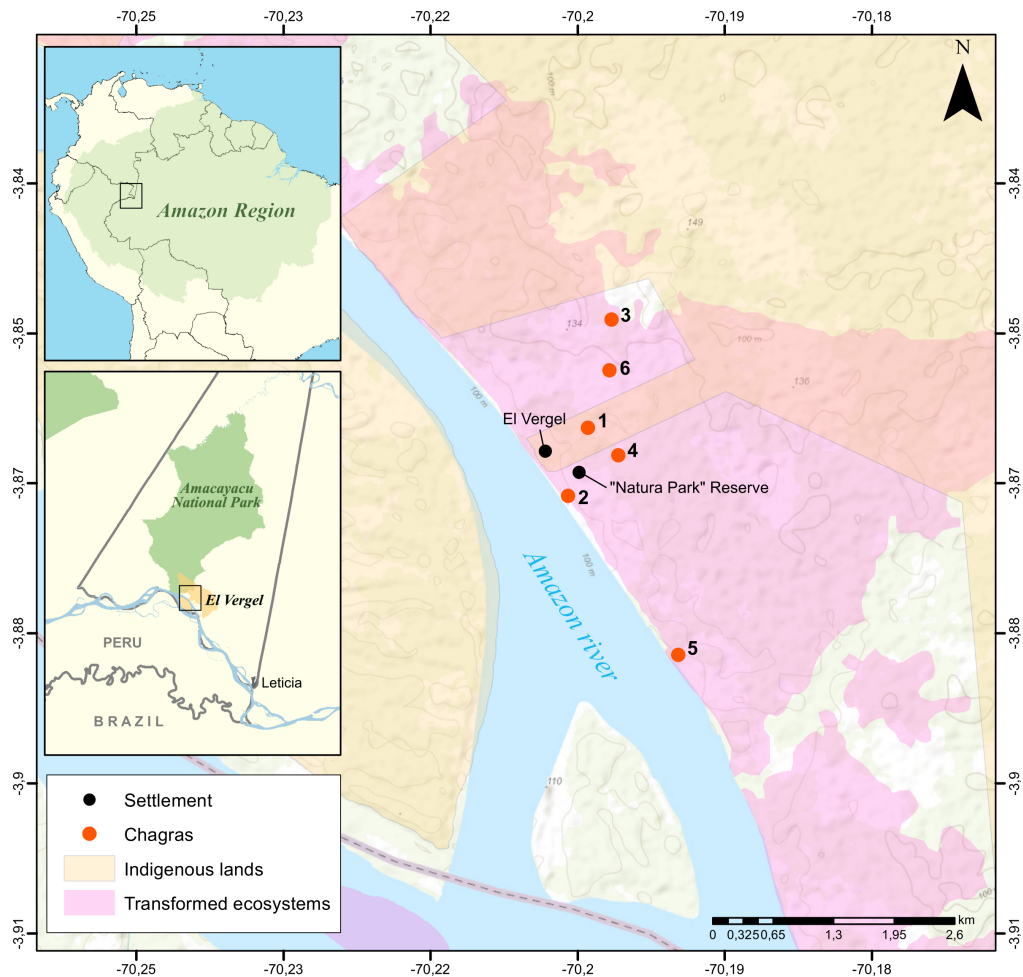 -70,25
-70,23
-70,22
-70,2
-70,19
-70,18
N
Amazon Region
-3,84
-3,84
100 m
149
3
134
-3,85
-3,85
100 m
6
136
100 m
1
El Vergel
4
-3,87
-3,87
"Natura Park" Reserve
2
Amacayacu
National Park
100 m
Amazon river
El Vergel
PERU
-3,88
-3,88
5
Leticia
BRAZIL
110
-3,9
-3,9
Settlement
Chagras
Indigenous lands
Transformed ecosystems
100
km
0
0,325
0,65
1,3
1,95
2,6
-3,91
-3,91
-70,25
-70,23
-70,22
-70,2
-70,19
-70,18